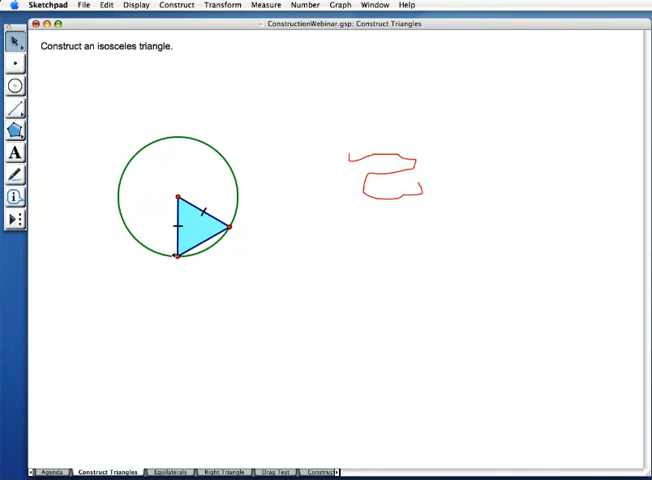 Sketchpad File Edit Display Construct Transform Measure Number Graph Window Help
ConstructionWebinar.gsp: Construct Triangles
Construct an isosceles triangle.
A
Agenda Construct Triangles Equilaterals Right Triangle Drag Test Construct